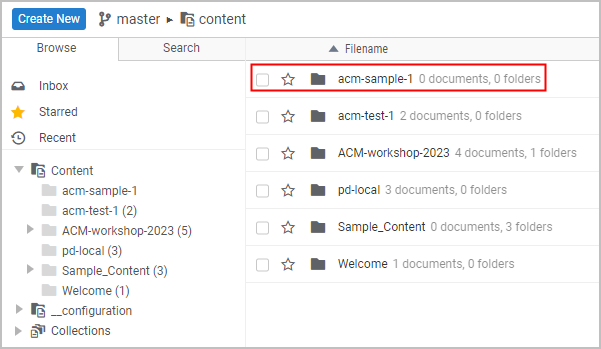 Create New master content
Browse Search
Filename
Inbox
Starred
Recent
Content
acm-sample-1
acm-test-1 (2)
ACM-workshop-2023 (5)
pd-local (3)
Sample_Content (3)
Welcome (1)
__configuration
Collections
acm-sample-1 0 documents, 0 folders
acm-test-1 2 documents, 0 folders
ACM-workshop-2023 4 documents, 1 folders
pd-local 3 documents, 0 folders
Sample_Content 0 documents, 3 folders
Welcome 1 documents, 0 folders